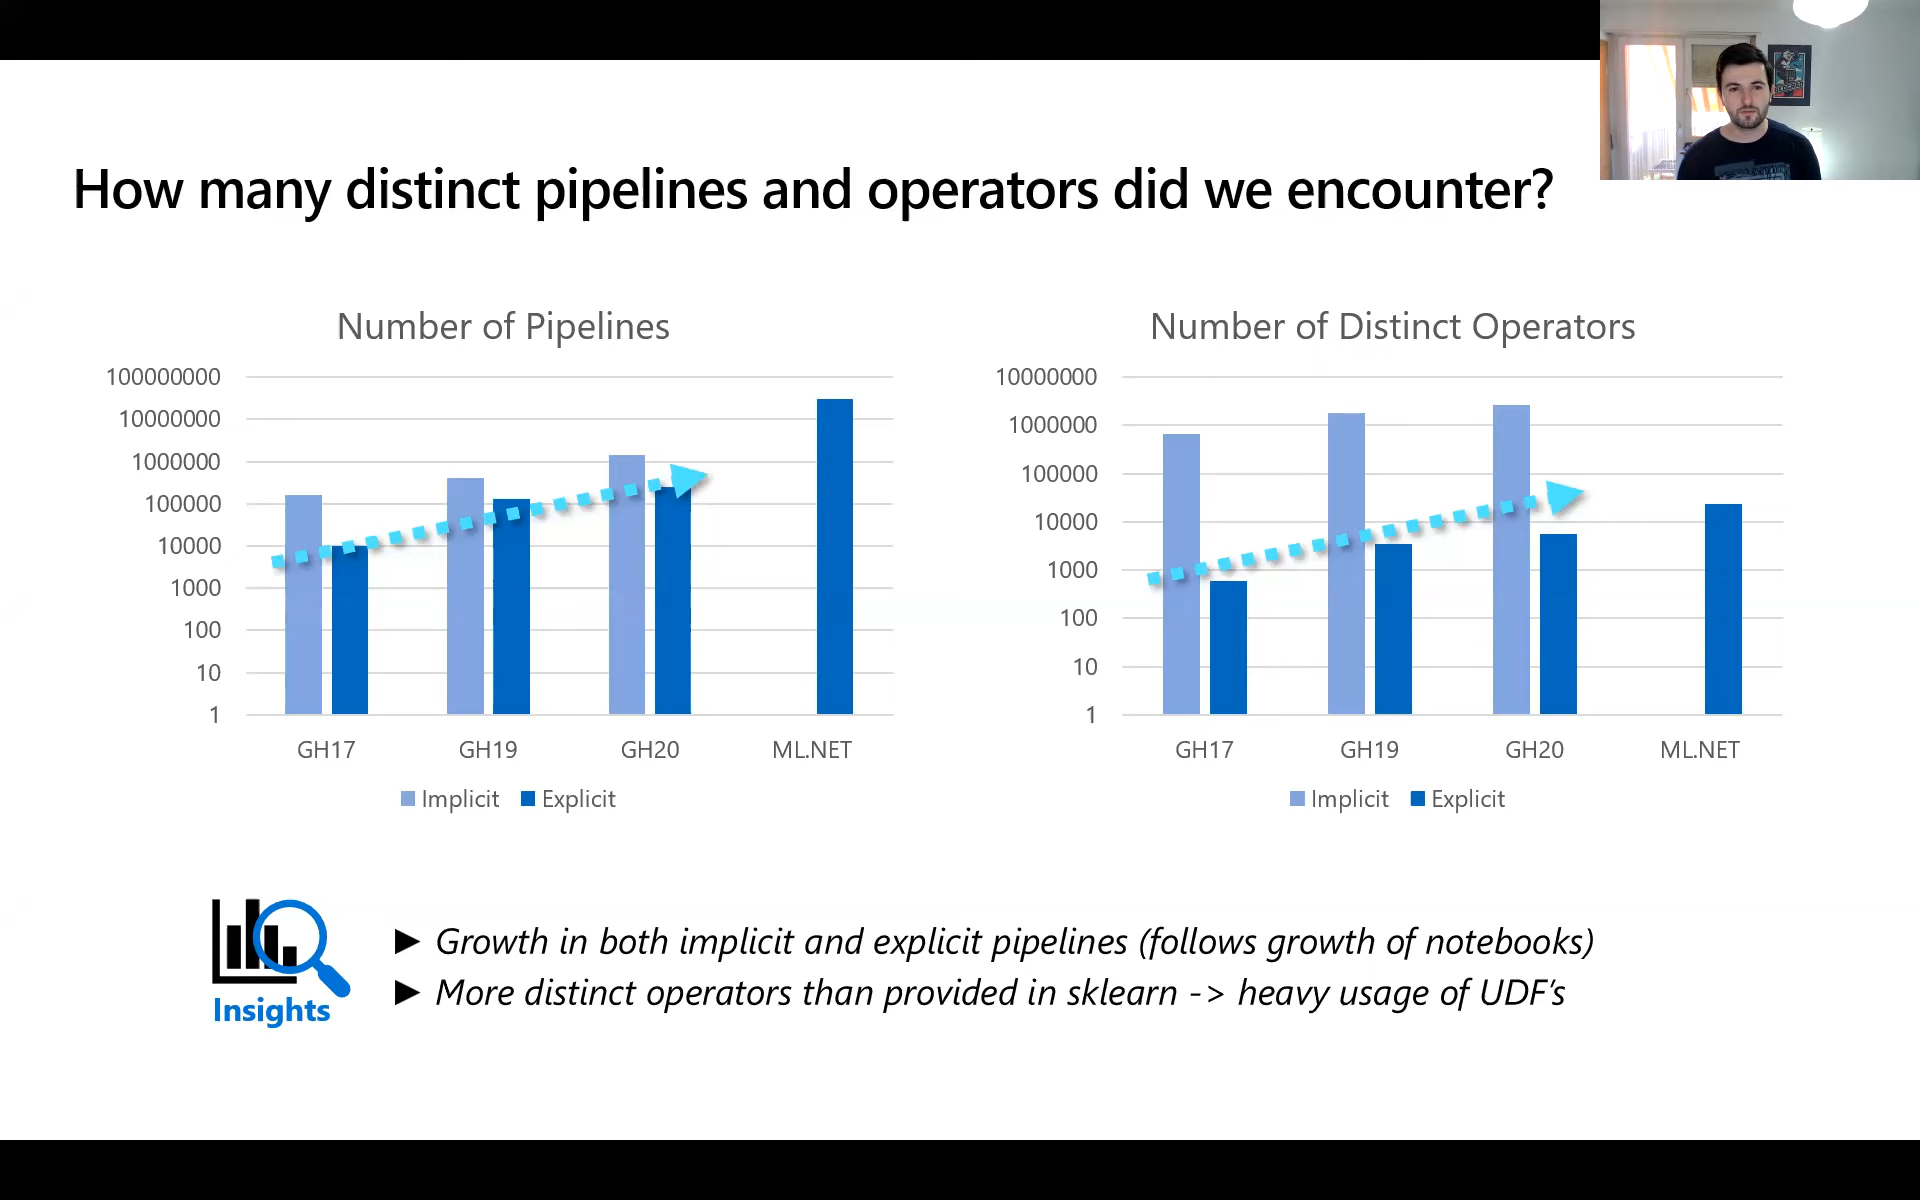 How many distinct pipelines and operators did we encounter?
Number of Pipelines
100000000
10000000
1000000
100000
10000
1000
100
10
1
GH17 GH19 GH20 ML.NET
Implicit Explicit
Number of Distinct Operators
10000000
1000000
100000
10000
1000
100
10
1
GH17 GH19 GH20 ML.NET
Implicit Explicit
Insights
► Growth in both implicit and explicit pipelines (follows growth of notebooks)
► More distinct operators than provided in sklearn -> heavy usage of UDF’s